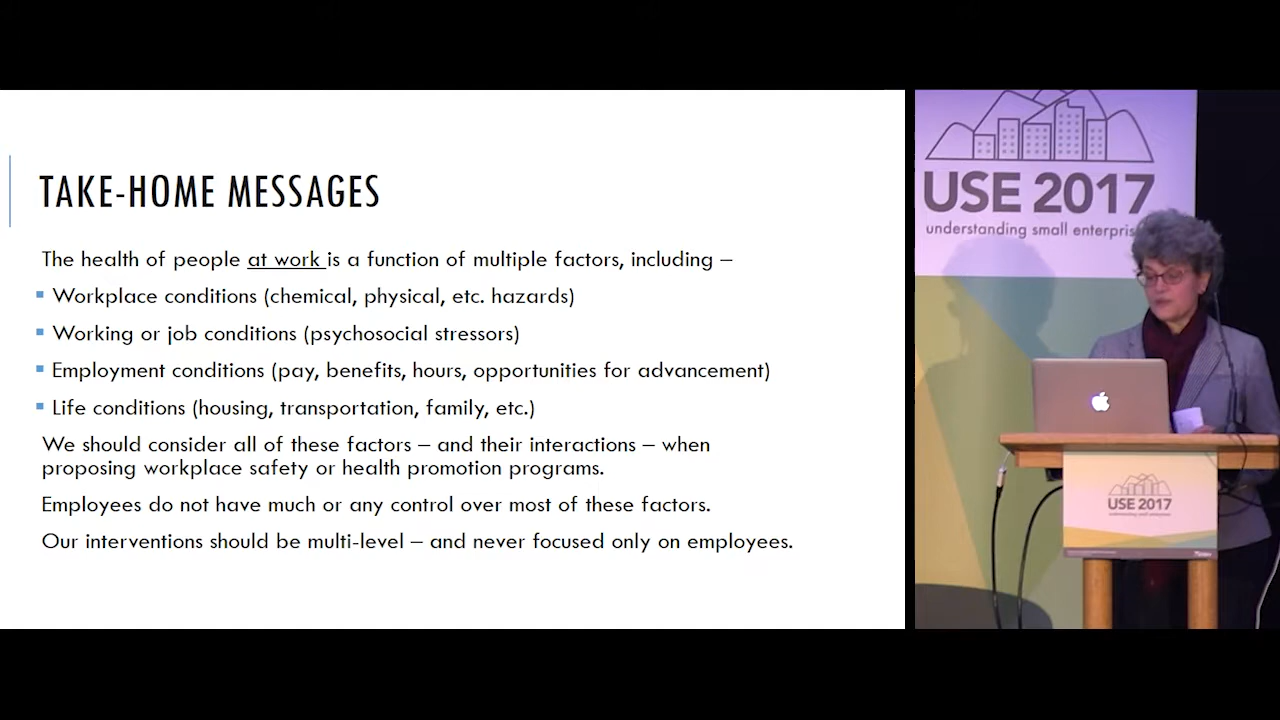 TAKE-HOME MESSAGES
The health of people at work is a function of multiple factors, including –
Workplace conditions (chemical, physical, etc. hazards)
Working or job conditions (psychosocial stressors)
Employment conditions (pay, benefits, hours, opportunities for advancement)
Life conditions (housing, transportation, family, etc.)
We should consider all of these factors – and their interactions – when
proposing workplace safety or health promotion programs.
Employees do not have much or any control over most of these factors.
Our interventions should be multi-level – and never focused only on employees.
USE 2017
understanding small enterpris
USE 2017
understanding small enterprises